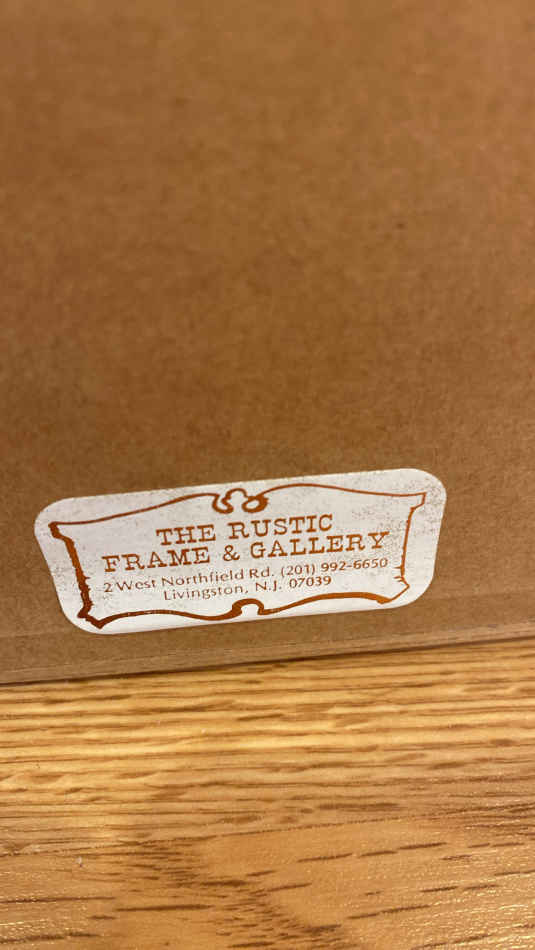 THE RUSTIC
FRAME & GALLERY
2 West Northfield Rd. (201) 992-6650
Livingston, N.J. 07039